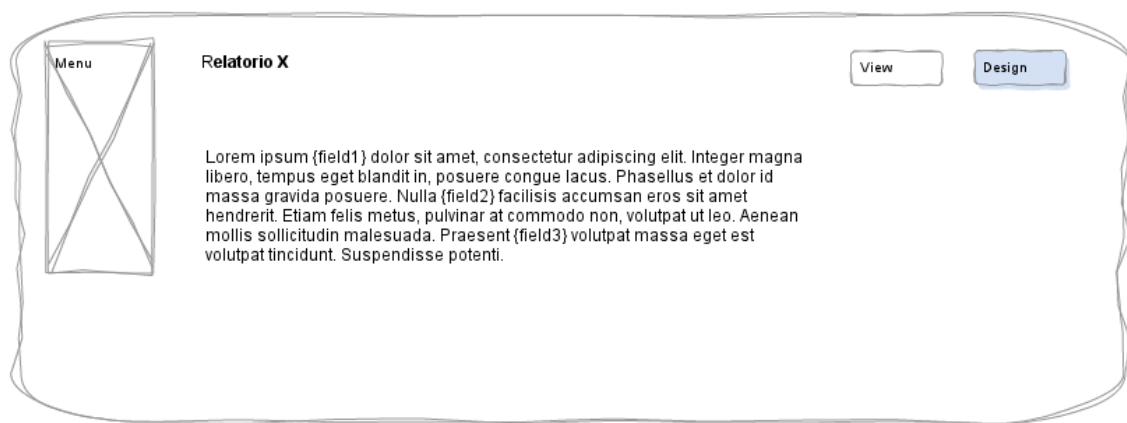 Menu
Relatorio X
View
Design
Lorem ipsum {field1} dolor sit amet, consectetur adipiscing elit. Integer magna
libero, tempus eget blandit in, posuere congue lacus. Phasellus et dolor id
massa gravida posuere. Nulla {field2} facilisis accumsan eros sit amet
hendrerit. Etiam felis metus, pulvinar at commodo non, volutpat ut leo. Aenean
mollis sollicitudin malesuada. Praesent {field3} volutpat massa eget est
volutpat tincidunt. Suspendisse potenti.